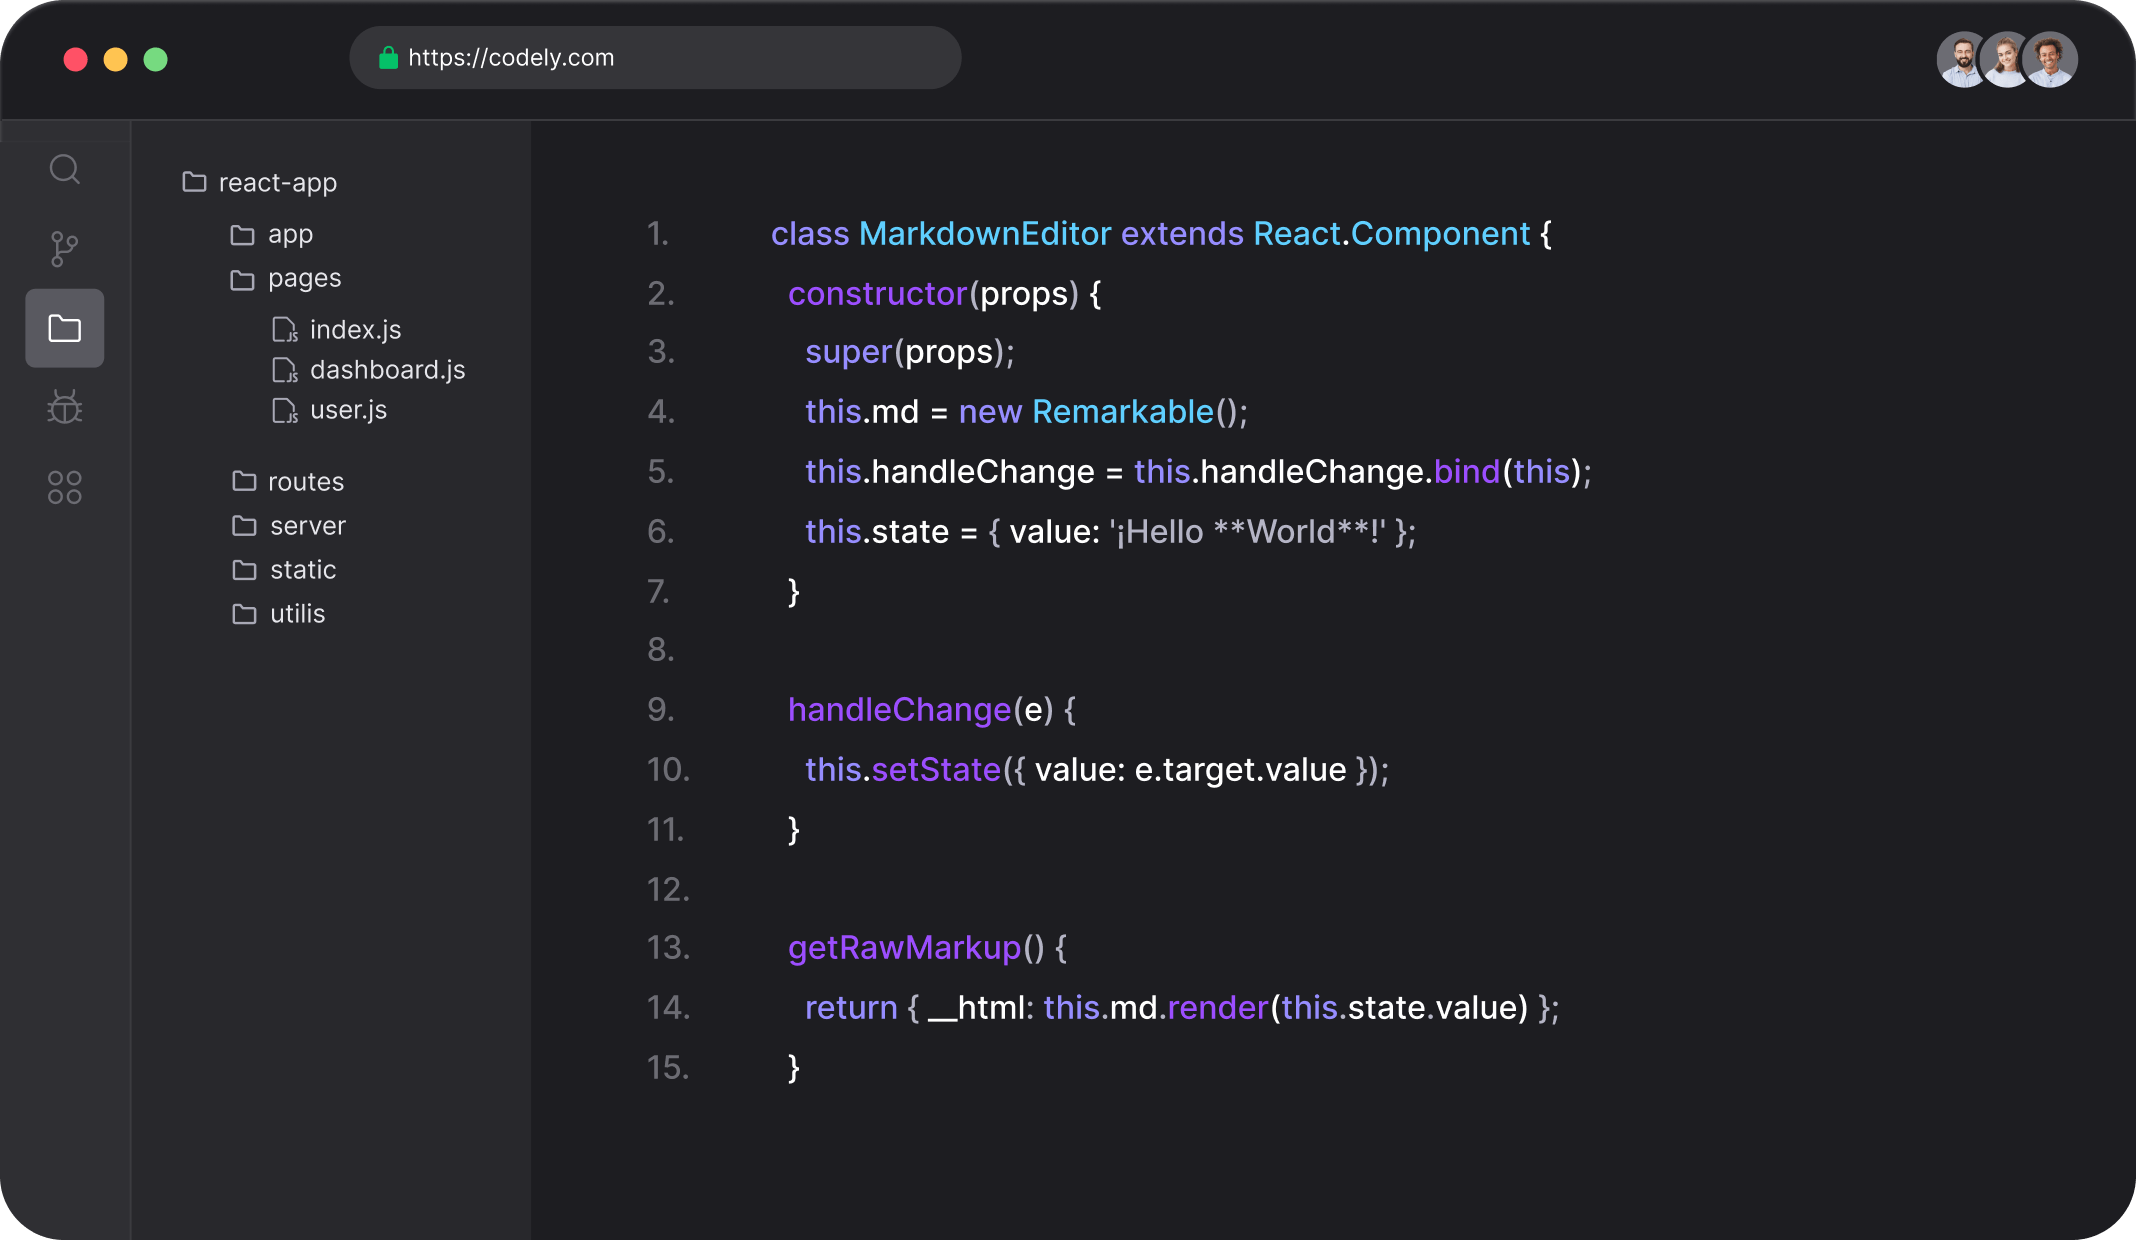 https://codely.com
react-app
app
pages
index.js
dashboard.js
user.js
routes
server
static
utilis
1. class MarkdownEditor extends React.Component {
2. constructor(props) {
3. super(props);
4. this.md = new Remarkable();
5. this.handleChange = this.handleChange.bind(this);
6. this.state = { value: '¡Hello **World**!' };
7. }
8.
9. handleChange(e) {
10. this.setState({ value: e.target.value });
11. }
12.
13. getRawMarkup() {
14. return { __html: this.md.render(this.state.value) };
15. }